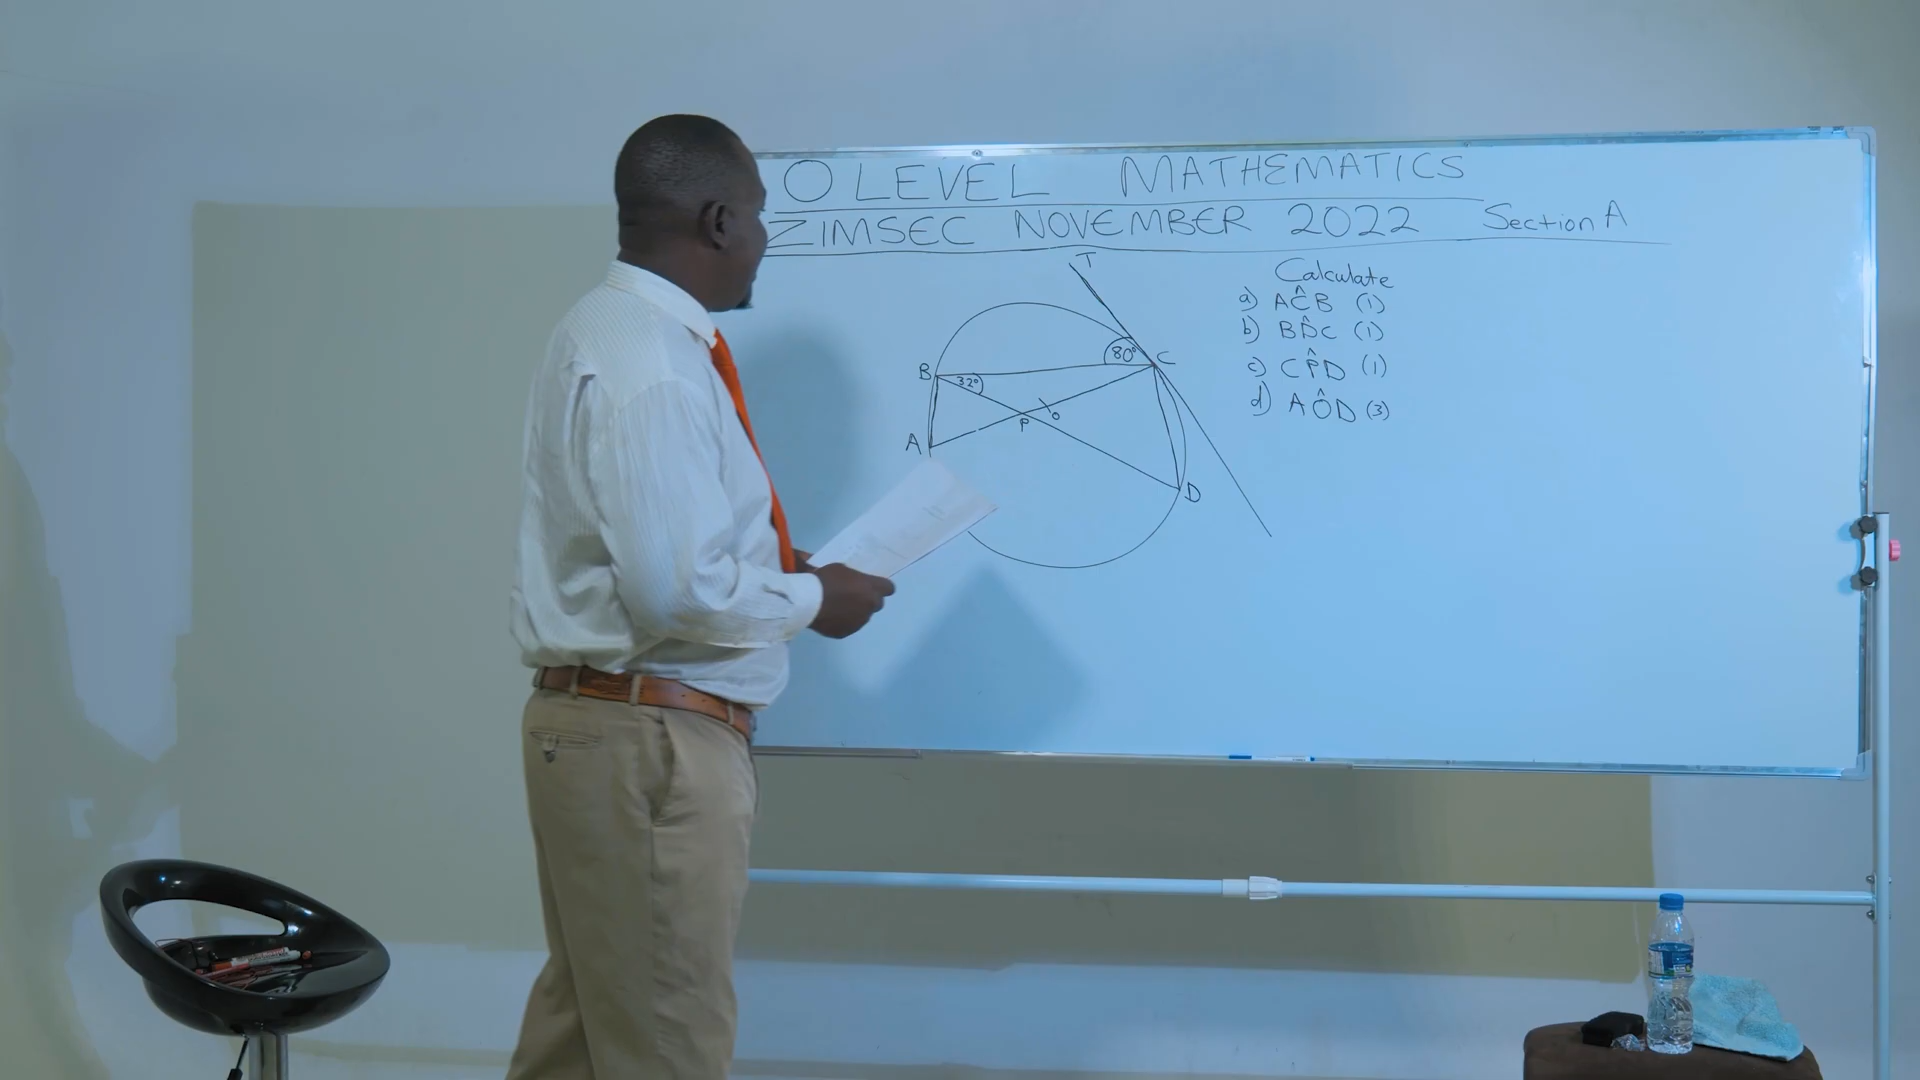 O LEVEL MATHEMATICS
ZIMSEC NOVEMBER 2022 Section A
T
Calculate
a) AĈB (1)
b) BD̂C (1)
c) CP̂D (1)
d) AÔD (3)
80°
C
B
32°
O
P
A
D